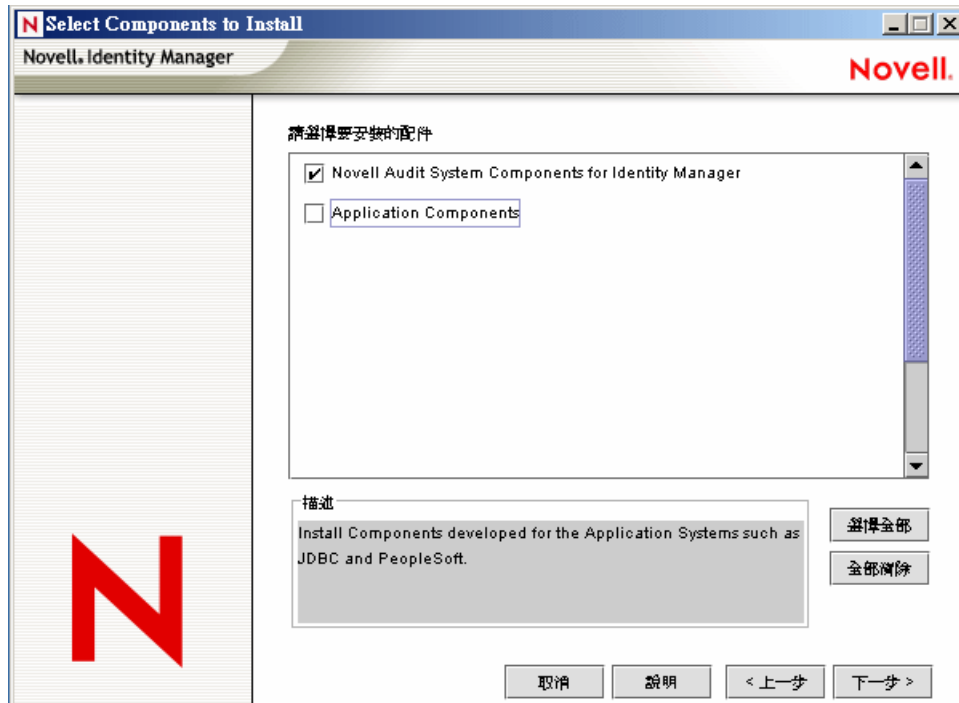 Select Components to Install
Novell® Identity Manager
Novell.
請選擇要安裝的配件
Novell Audit System Components for Identity Manager
Application Components
描述
Install Components developed for the Application Systems such as
JDBC and PeopleSoft.
選擇全部
全部清除
取消
說明
< 上一步
下一步 >